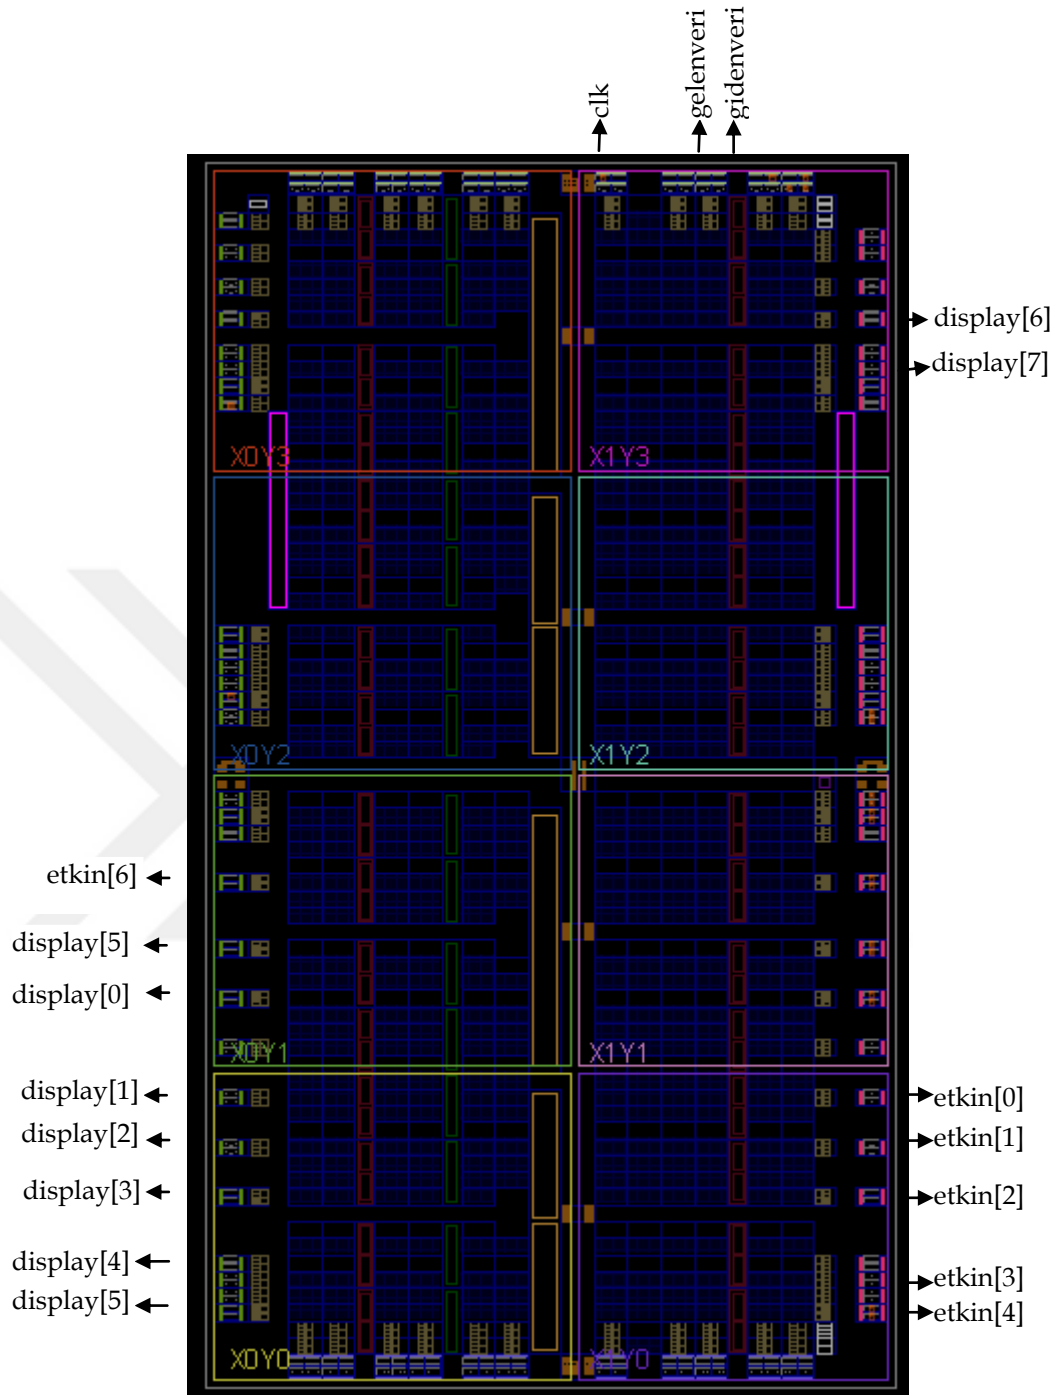 clk
gelenveri
gidenveri
display[6]
display[7]
X0Y3
X1Y3
X0Y2
X1Y2
etkin[6]
display[5]
display[0]
X0Y1
X1Y1
display[1]
etkin[0]
display[2]
etkin[1]
display[3]
etkin[2]
display[4]
etkin[3]
display[5]
etkin[4]
X0Y0
X1Y0